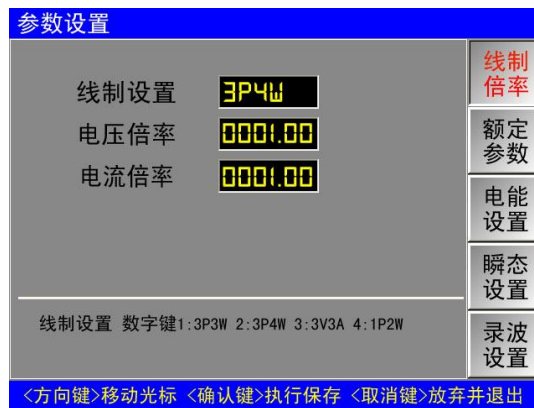 参数设置
线制设置 3P4W
电压倍率 0001.00
电流倍率 0001.00
线制设置 数字键1:3P3W 2:3P4W 3:3V3A 4:1P2W
线制
倍率
额定
参数
电能
设置
瞬态
设置
录波
设置
<方向键>移动光标 <确认键>执行保存 <取消键>放弃并退出